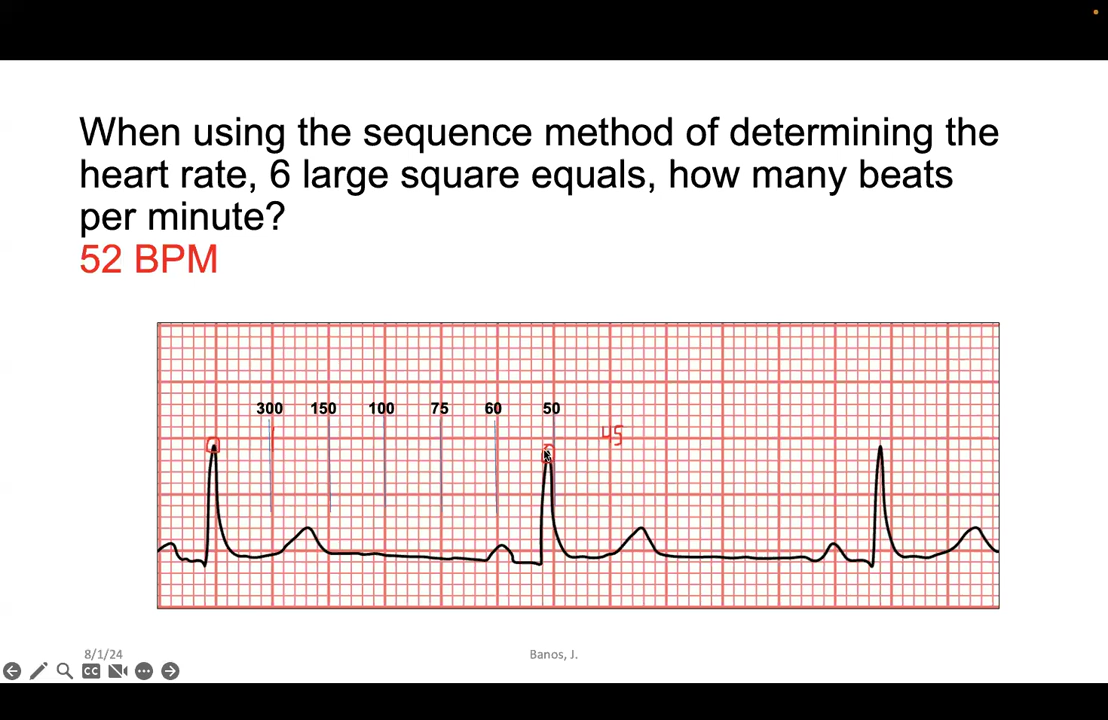 When using the sequence method of determining the
heart rate, 6 large square equals, how many beats
per minute?
52 BPM
300 150 100 75 60 50
45
8/1/24
Banos, J.
CC